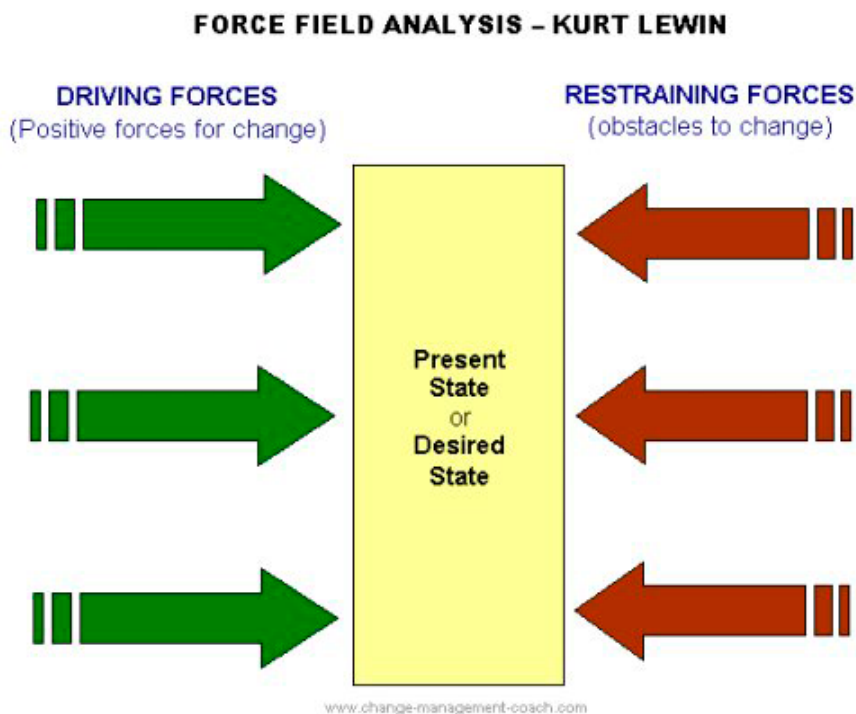 FORCE FIELD ANALYSIS – KURT LEWIN
DRIVING FORCES
(Positive forces for change)
RESTRAINING FORCES
(obstacles to change)
Present
State
or
Desired
State
www.change-management-coach.com